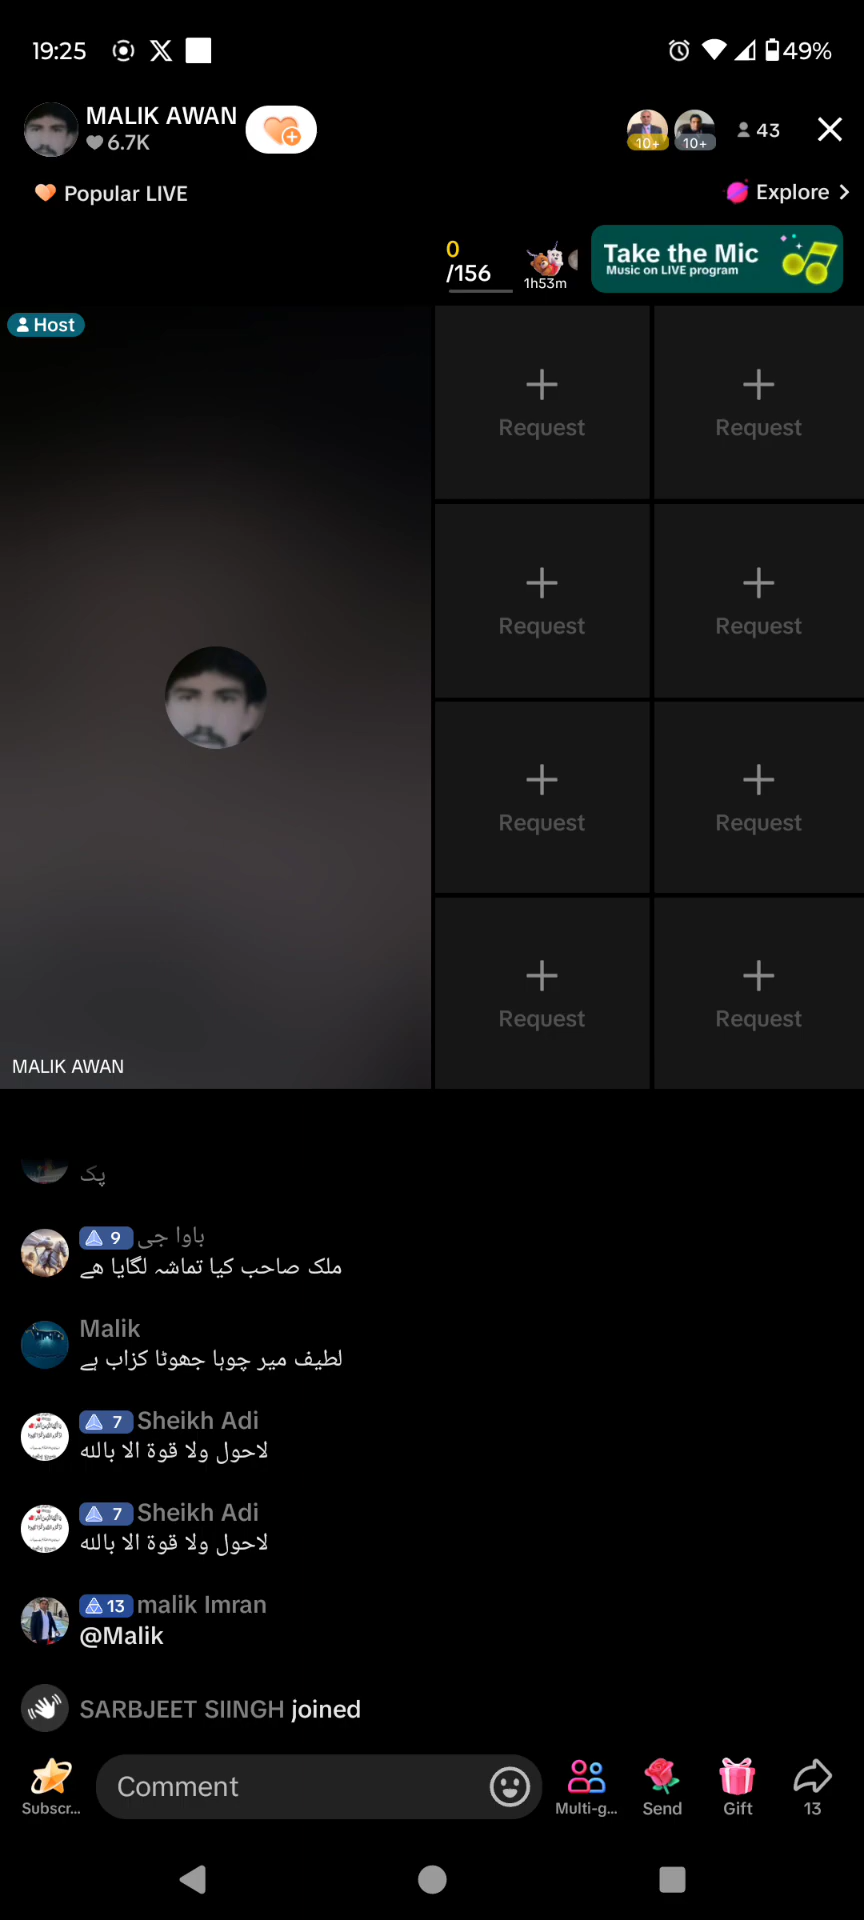 19:25
49%
MALIK AWAN
6.7K
10+
10+
43
Popular LIVE
Explore
0
/156
1h53m
Take the Mic
Music on LIVE program
Host
Request
Request
Request
Request
Request
Request
Request
Request
MALIK AWAN
پک
9 باوا جی
ملک صاحب کیا تماشہ لگایا ھے
Malik
لطیف میر چوہا جھوٹا کزاب ہے
7 Sheikh Adi
لاحول ولا قوة الا بالله
7 Sheikh Adi
لاحول ولا قوة الا بالله
13 malik Imran
@Malik
SARBJEET SIINGH joined
Subscr...
Comment
Multi-g...
Send
Gift
13